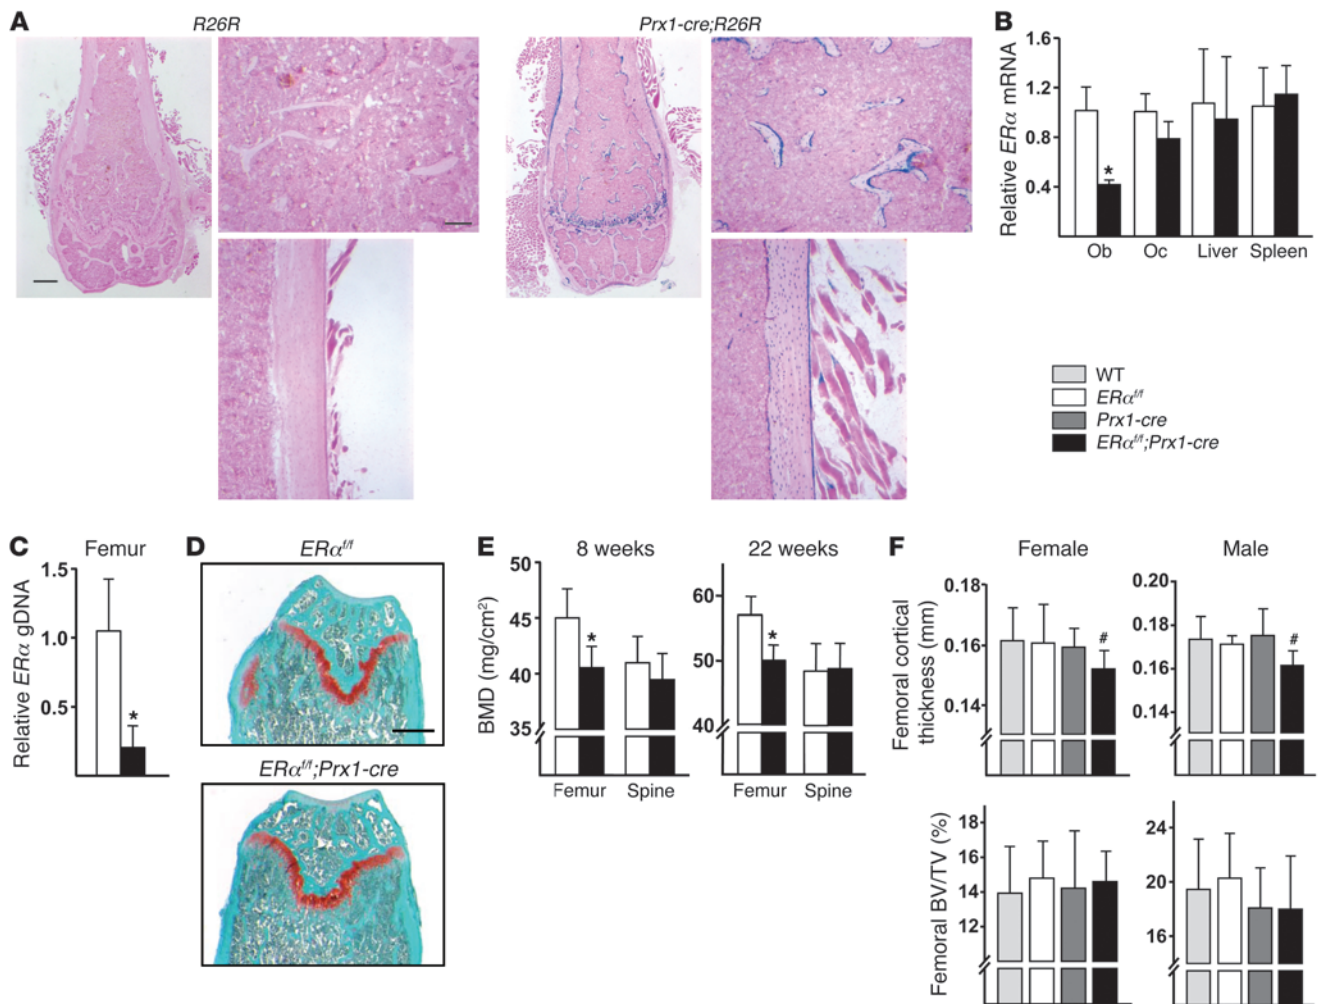 A
R26R
Prx1-cre;R26R
B
Relative ERα mRNA
1.6
1.2
0.8
0.4
Ob Oc Liver Spleen
WT
ERα^f/f
Prx1-cre
ERα^f/f;Prx1-cre
*
C
Femur
Relative ERα gDNA
1.5
1.0
0.5
*
D
ERα^f/f
ERα^f/f;Prx1-cre
E
8 weeks 22 weeks
BMD (mg/cm²)
50
45
40
35
*
Femur Spine
60
50
40
*
Femur Spine
F
Female Male
Femoral cortical
thickness (mm)
0.18
0.16
0.14
#
0.20
0.18
0.16
0.14
#
Femoral BV/TV (%)
18
16
14
12
24
20
16